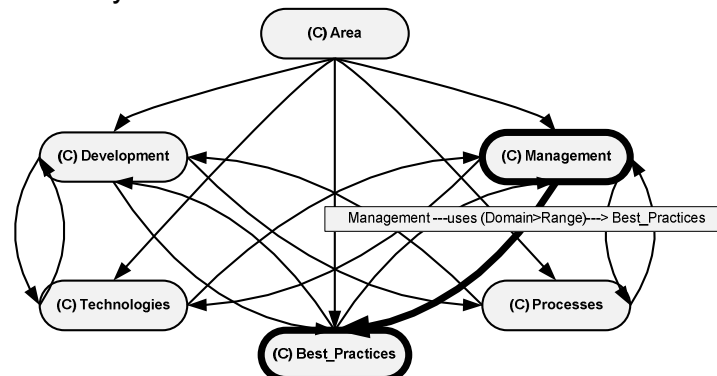 (C) Area
(C) Development
(C) Management
Management ---uses (Domain>Range)---> Best_Practices
(C) Technologies
(C) Processes
(C) Best_Practices